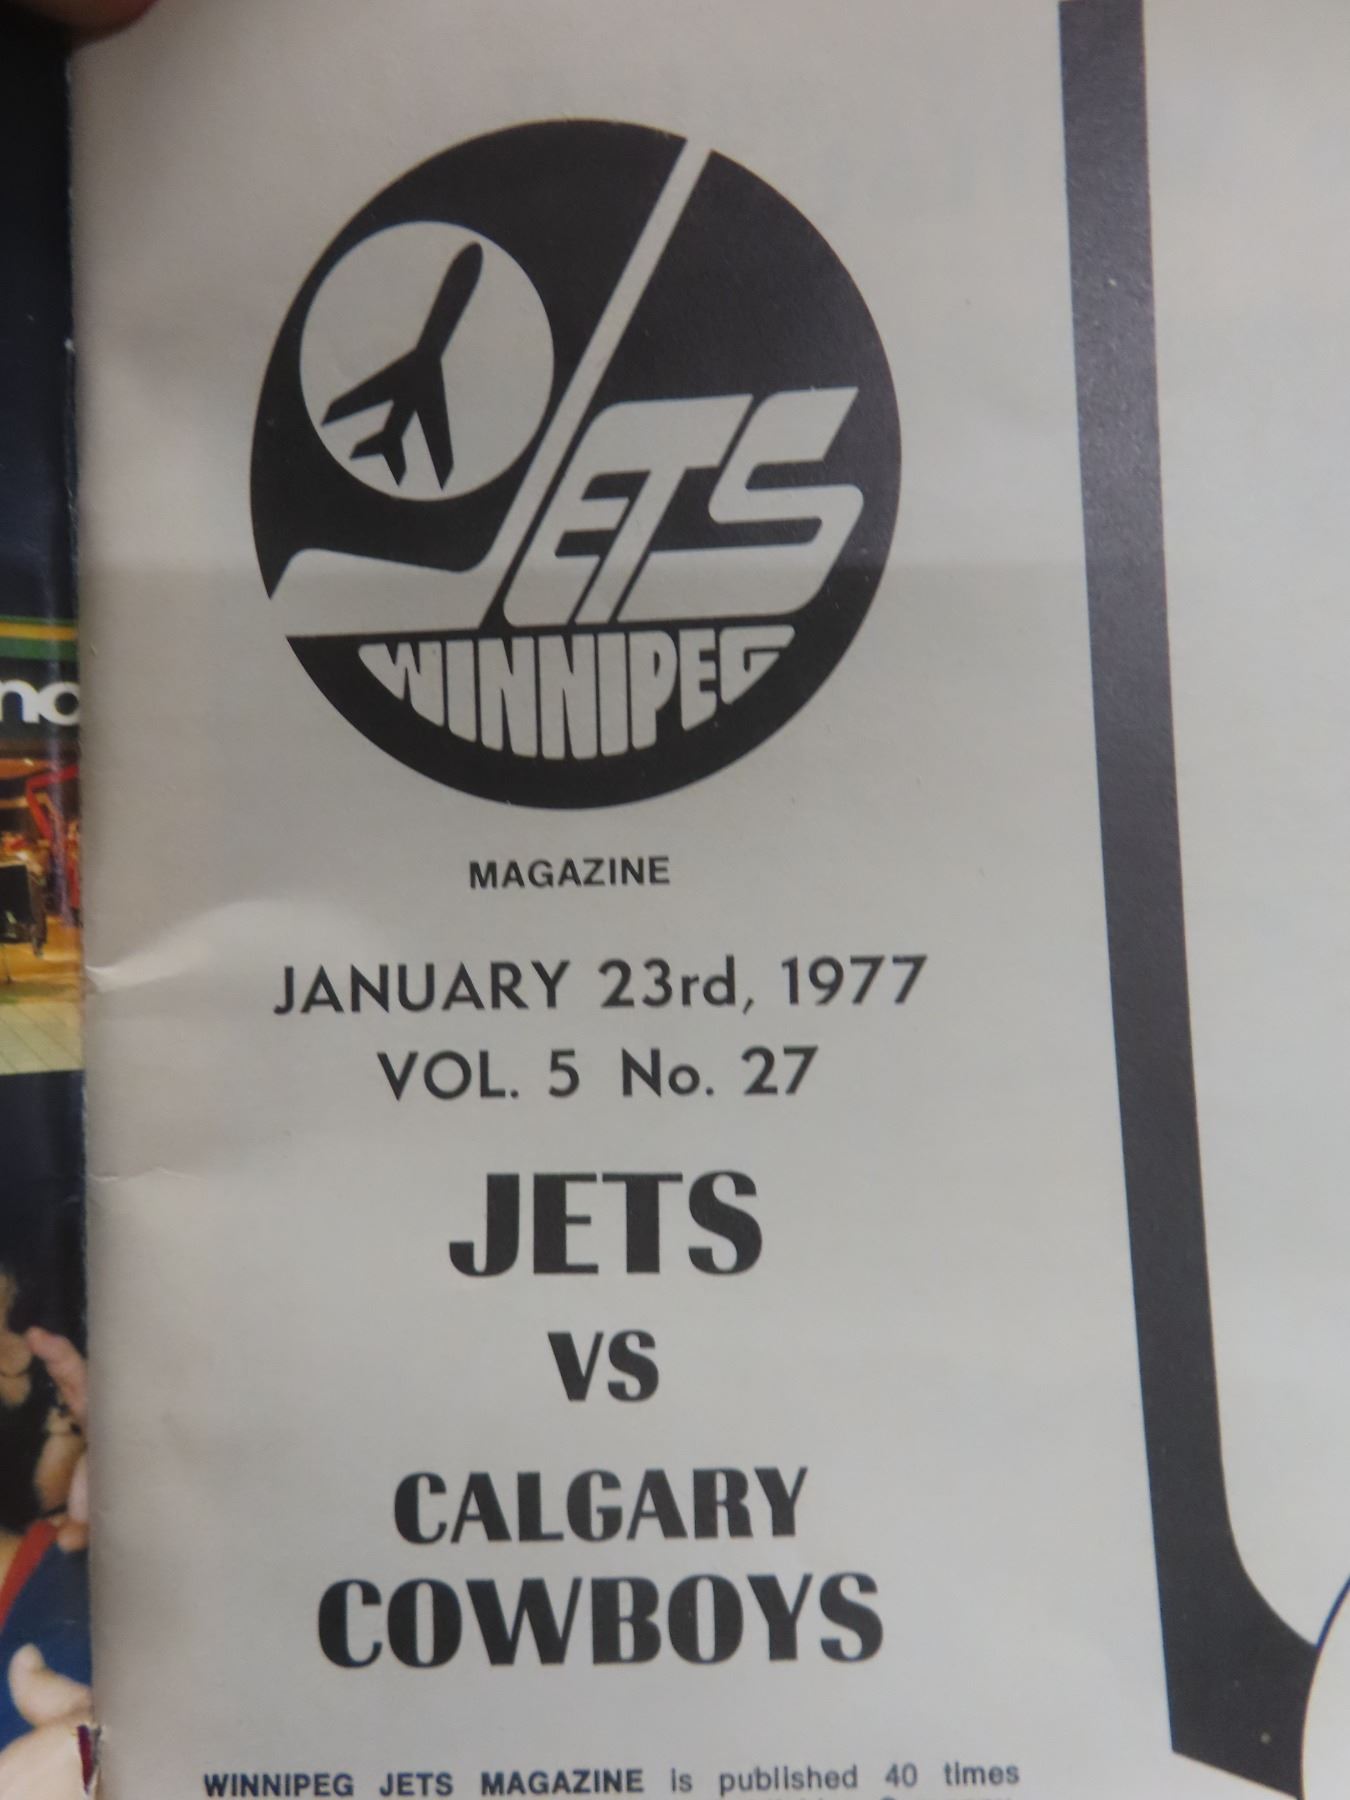 JETS
WINNIPEG
MAGAZINE
JANUARY 23rd, 1977
VOL. 5 No. 27
JETS
VS
CALGARY
COWBOYS
WINNIPEG JETS MAGAZINE is published 40 times